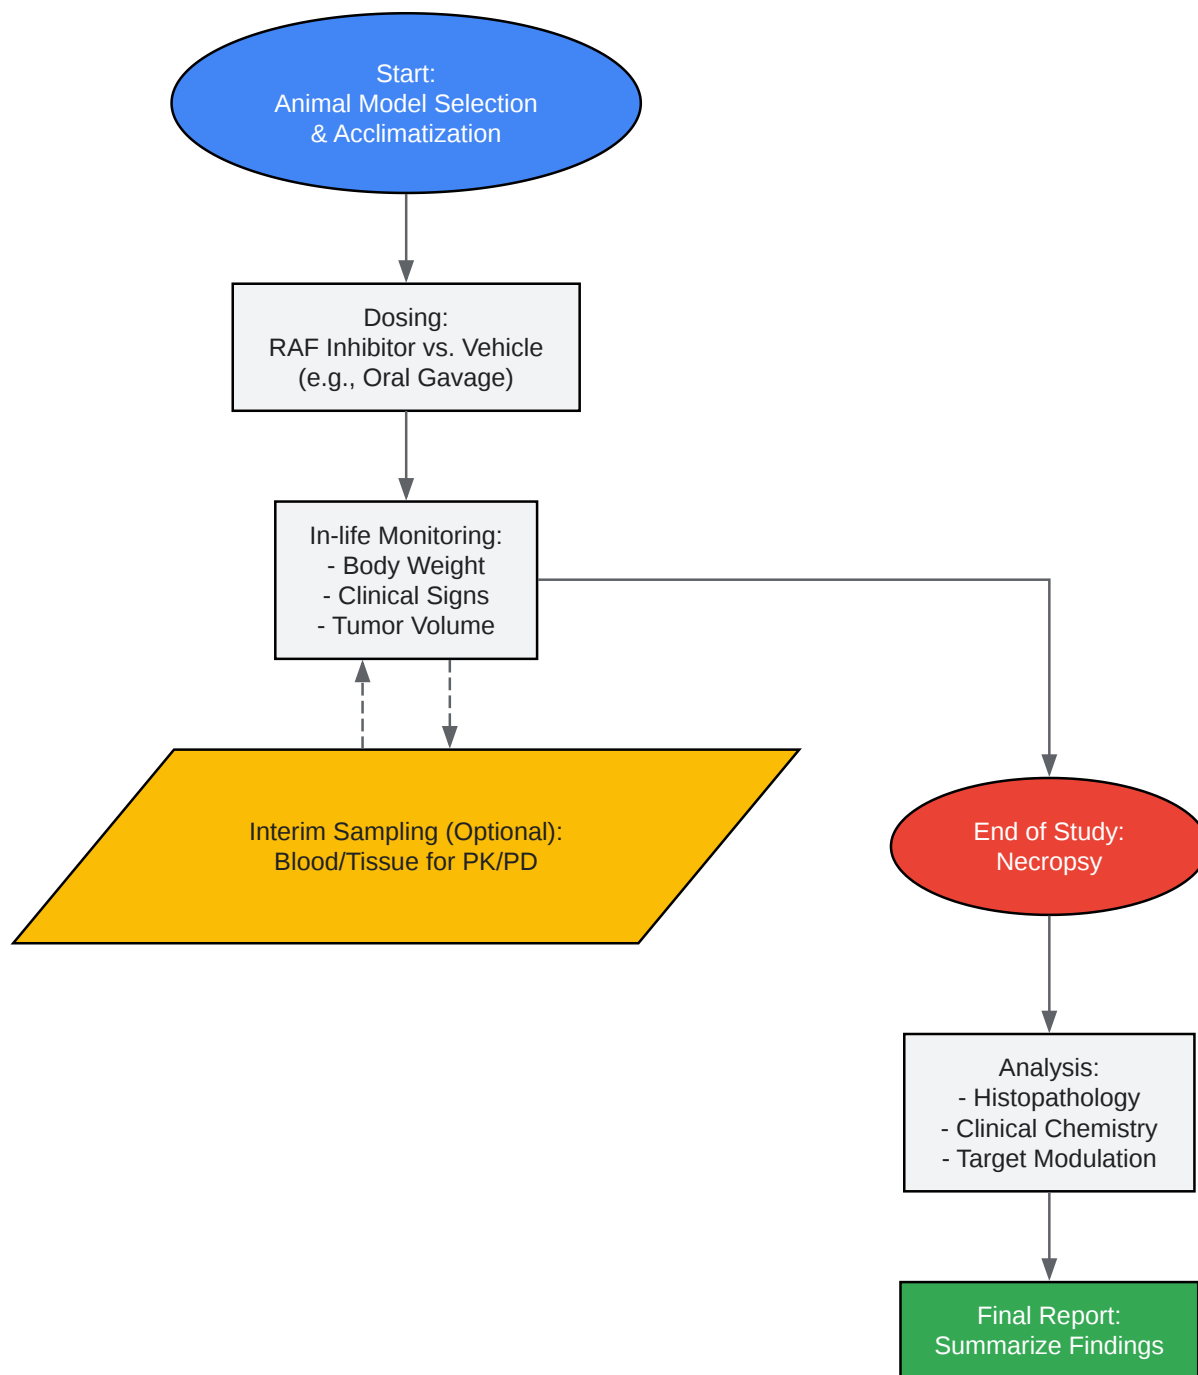 Start:
Animal Model Selection
& Acclimatization
Dosing:
RAF Inhibitor vs. Vehicle
(e.g., Oral Gavage)
In-life Monitoring:
- Body Weight
- Clinical Signs
- Tumor Volume
Interim Sampling (Optional):
Blood/Tissue for PK/PD
End of Study:
Necropsy
Analysis:
- Histopathology
- Clinical Chemistry
- Target Modulation
Final Report:
Summarize Findings